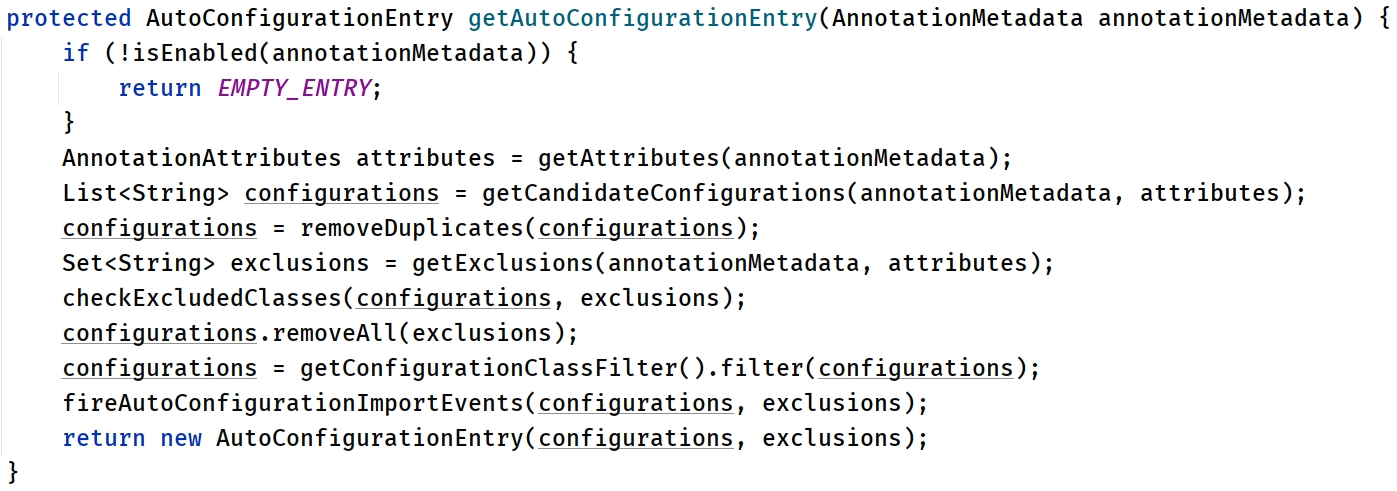 protected AutoConfigurationEntry getAutoConfigurationEntry(AnnotationMetadata annotationMetadata) {
    if (!isEnabled(annotationMetadata)) {
        return EMPTY_ENTRY;
    }
    AnnotationAttributes attributes = getAttributes(annotationMetadata);
    List<String> configurations = getCandidateConfigurations(annotationMetadata, attributes);
    configurations = removeDuplicates(configurations);
    Set<String> exclusions = getExclusions(annotationMetadata, attributes);
    checkExcludedClasses(configurations, exclusions);
    configurations.removeAll(exclusions);
    configurations = getConfigurationClassFilter().filter(configurations);
    fireAutoConfigurationImportEvents(configurations, exclusions);
    return new AutoConfigurationEntry(configurations, exclusions);
}